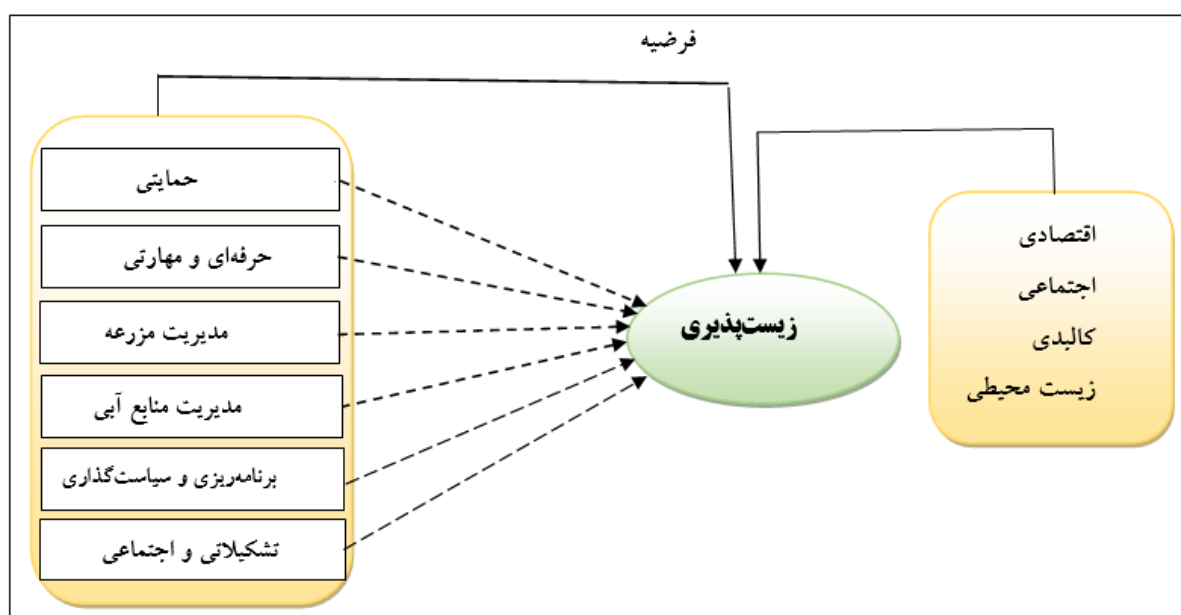 فرضیه
اقتصادی
اجتماعی
کالبدی
زیست محیطی
زیست‌پذیری
حمایتی
حرفه‌ای و مهارتی
مدیریت مزرعه
مدیریت منابع آبی
برنامه‌ریزی و سیاست‌گذاری
تشکیلاتی و اجتماعی